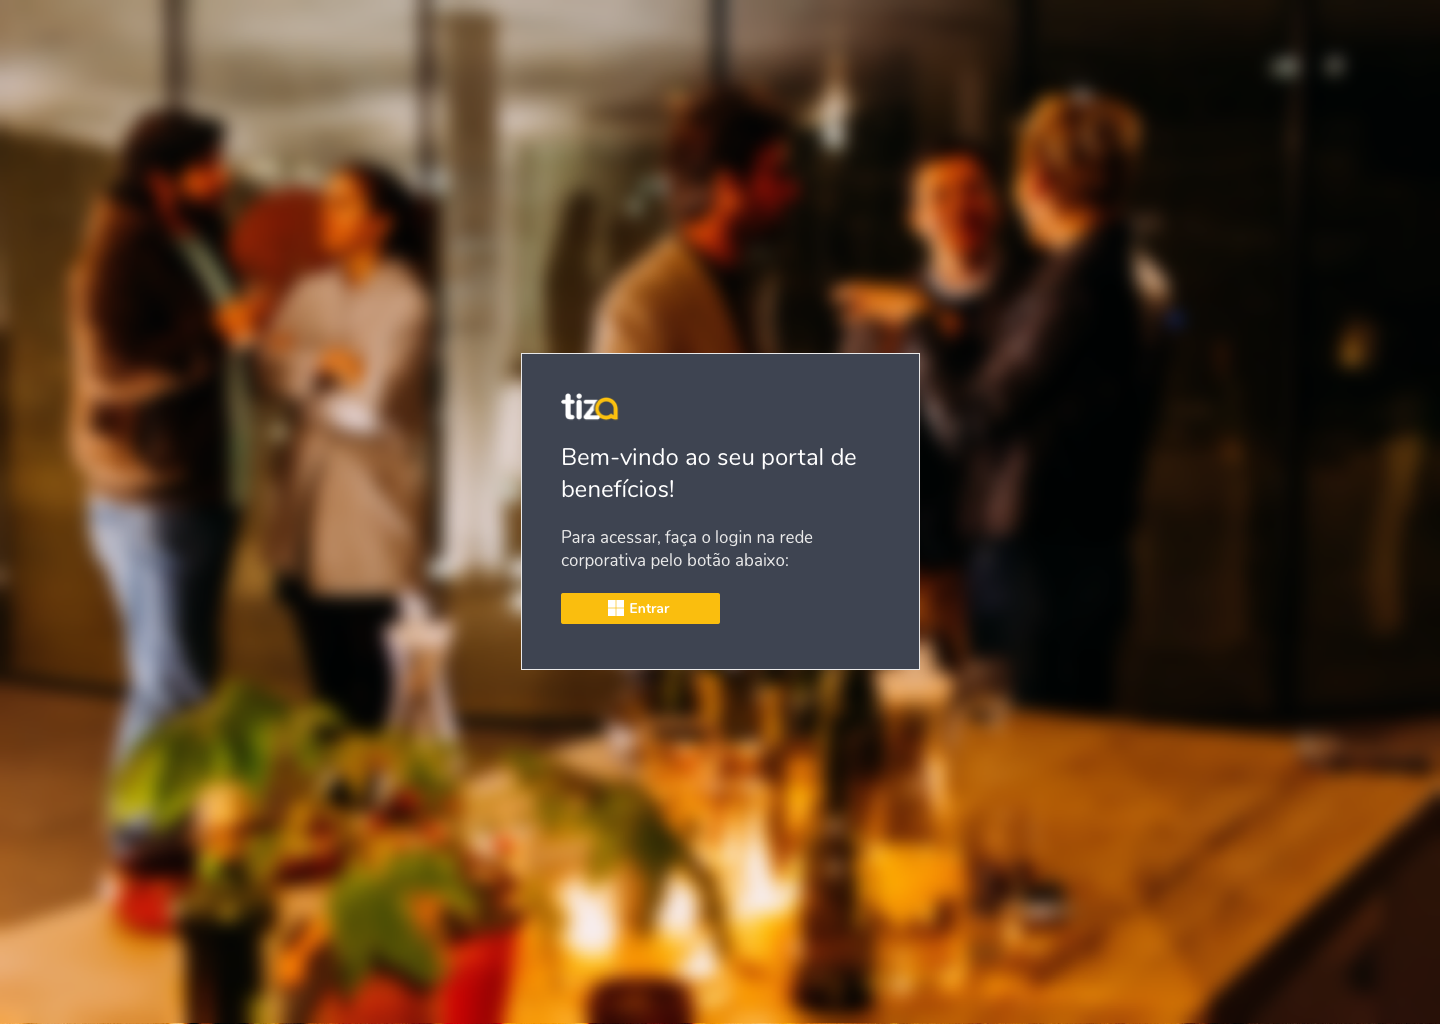 tiza
Bem-vindo ao seu portal de
benefícios!
Para acessar, faça o login na rede
corporativa pelo botão abaixo:
Entrar